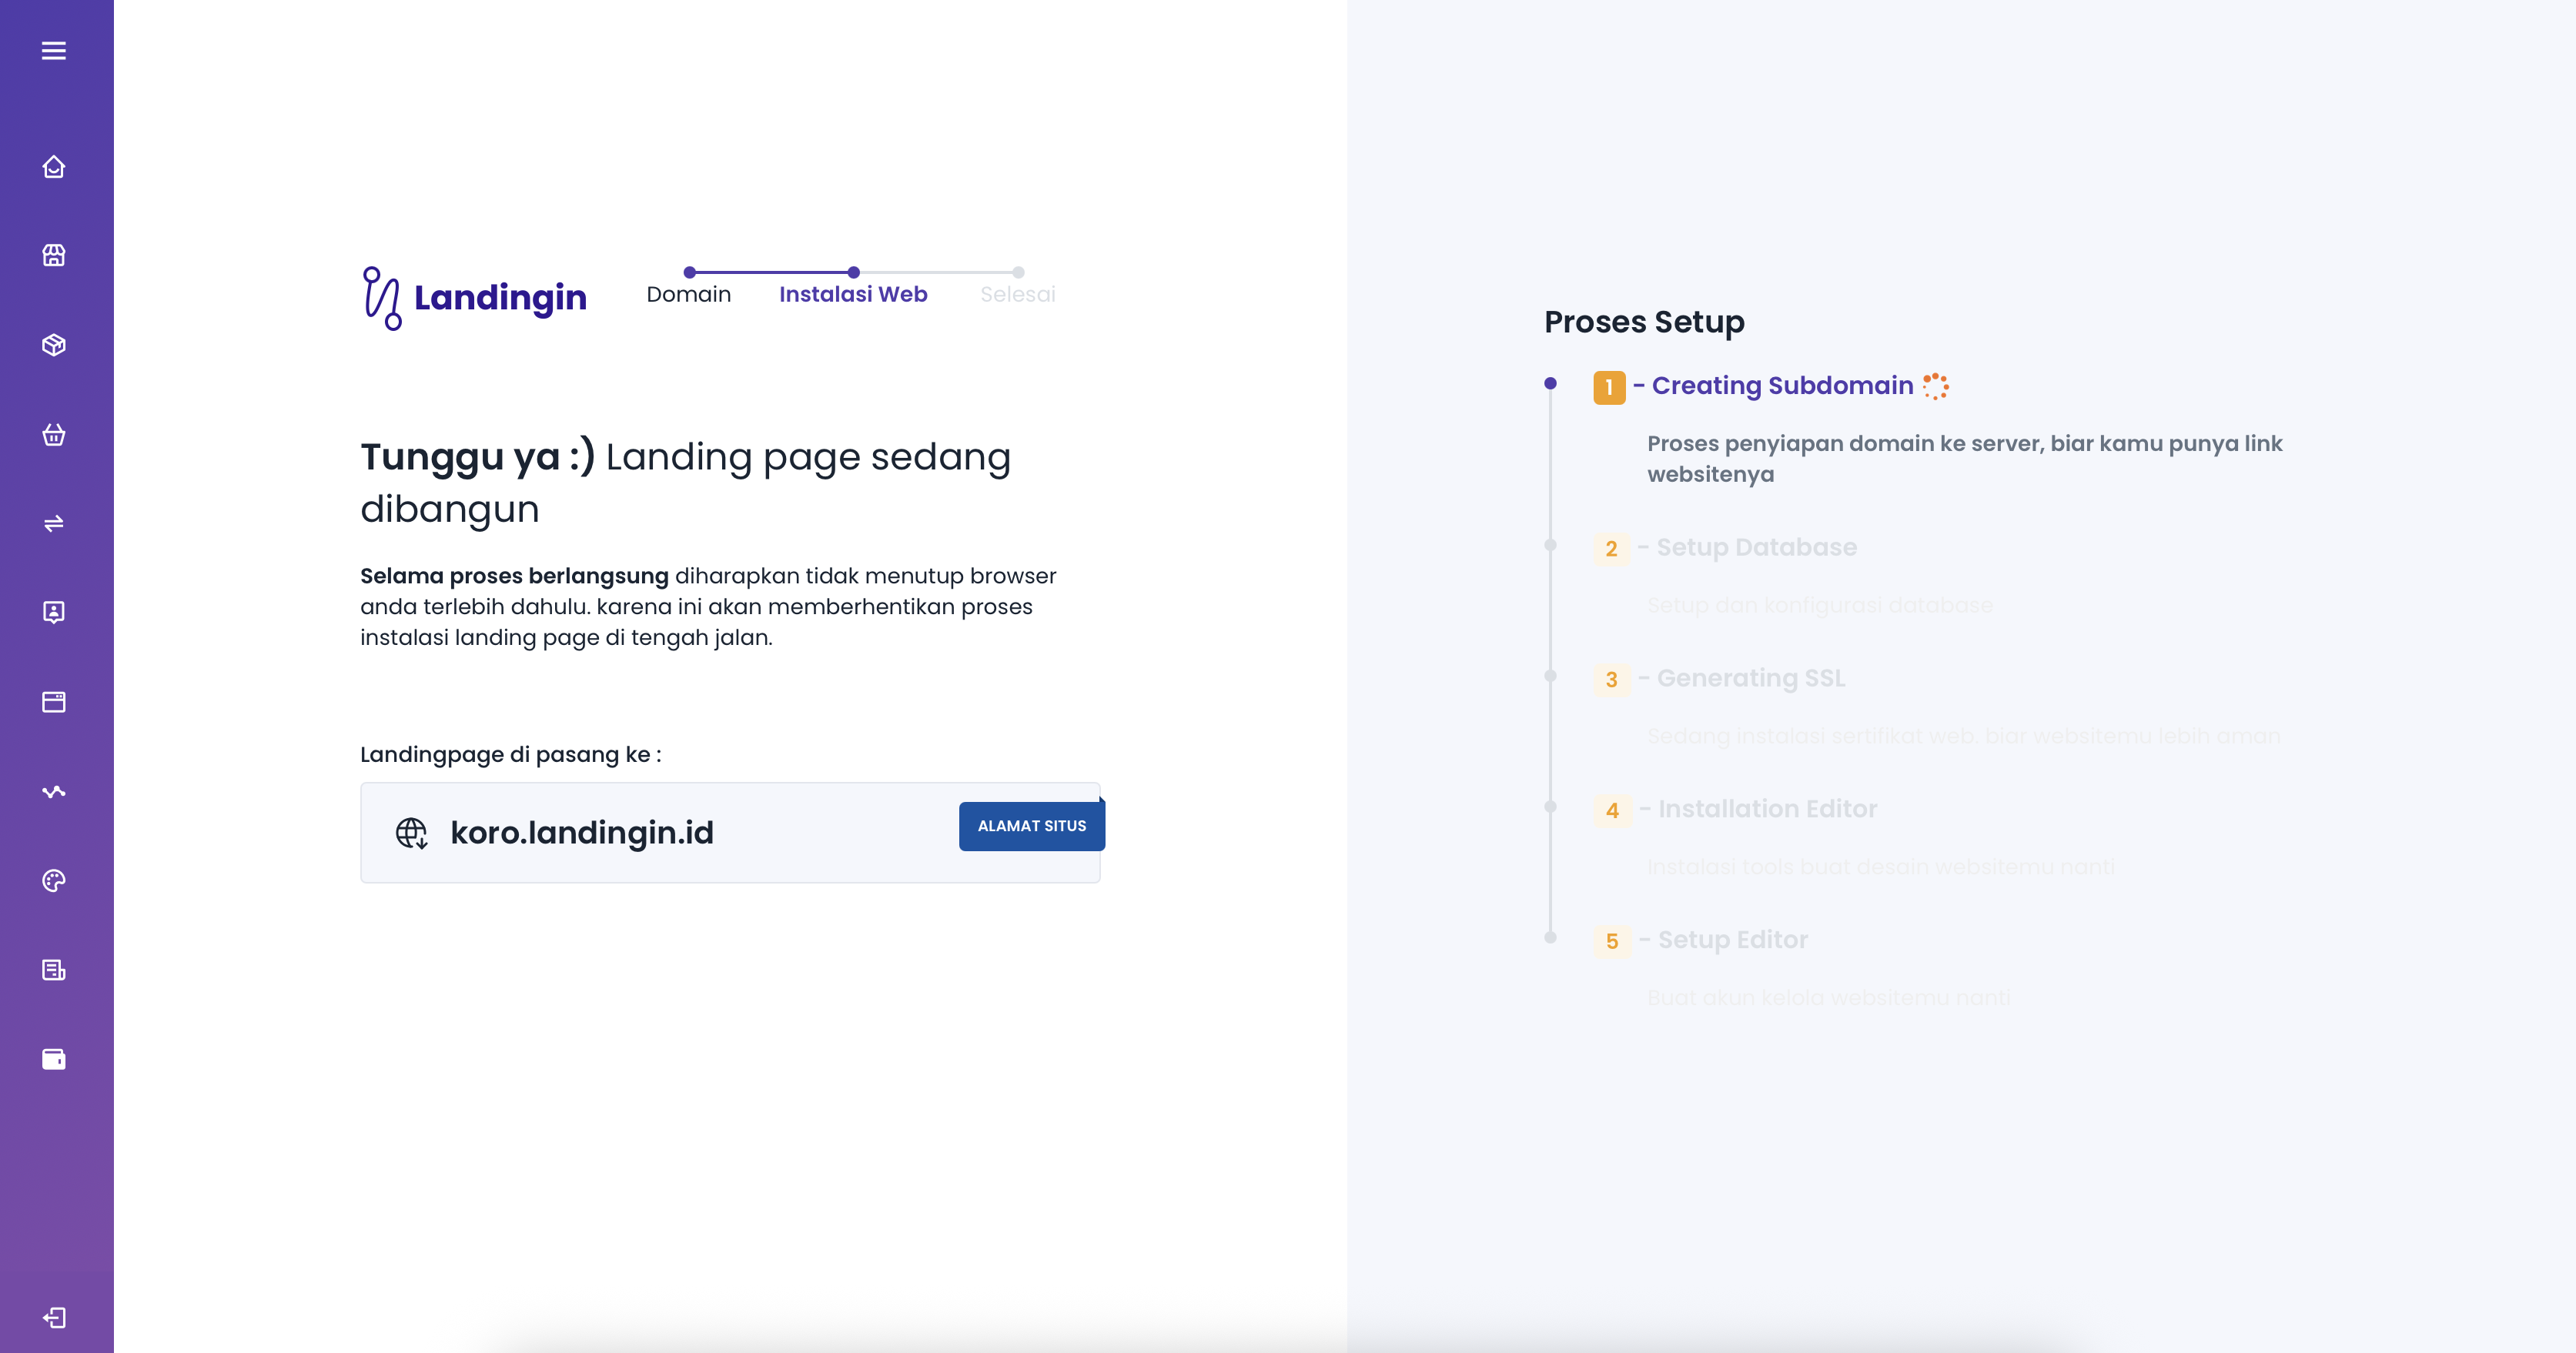 Landingin
Domain
Instalasi Web
Selesai
Tunggu ya :) Landing page sedang
dibangun
Selama proses berlangsung diharapkan tidak menutup browser
anda terlebih dahulu. karena ini akan memberhentikan proses
instalasi landing page di tengah jalan.
Landingpage di pasang ke :
koro.landingin.id
ALAMAT SITUS
Proses Setup
1 - Creating Subdomain
Proses penyiapan domain ke server, biar kamu punya link
websitenya
2 - Setup Database
Setup dan konfigurasi database
3 - Generating SSL
Sedang instalasi sertifikat web, biar websitemu lebih aman
4 - Installation Editor
Instalasi tools buat desain websitemu nanti
5 - Setup Editor
Buat akun kelola websitemu nanti